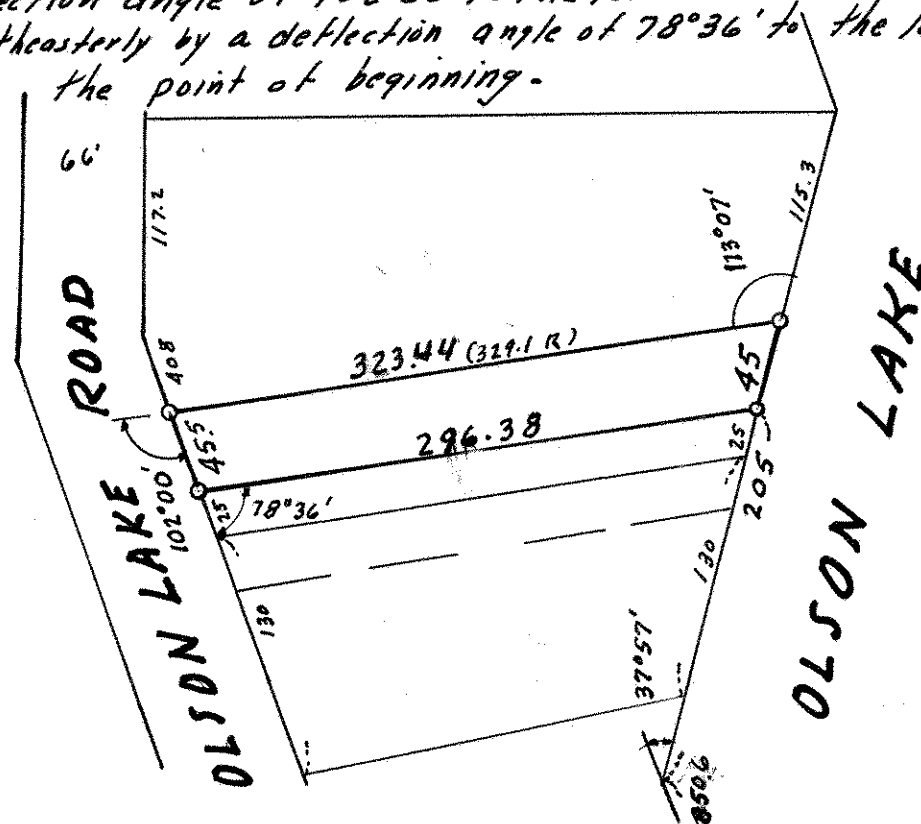 theasterly by a deflection angle of 78°36' to the
the point of beginning.
66'
117.2
115.3
113°07'
ROAD
408
323.44 (329.1 R)
45
45.5
296.38
25
102°00'
25
78°36'
205
130
130
37°57'
OLSON LAKE
OLSON LAKE